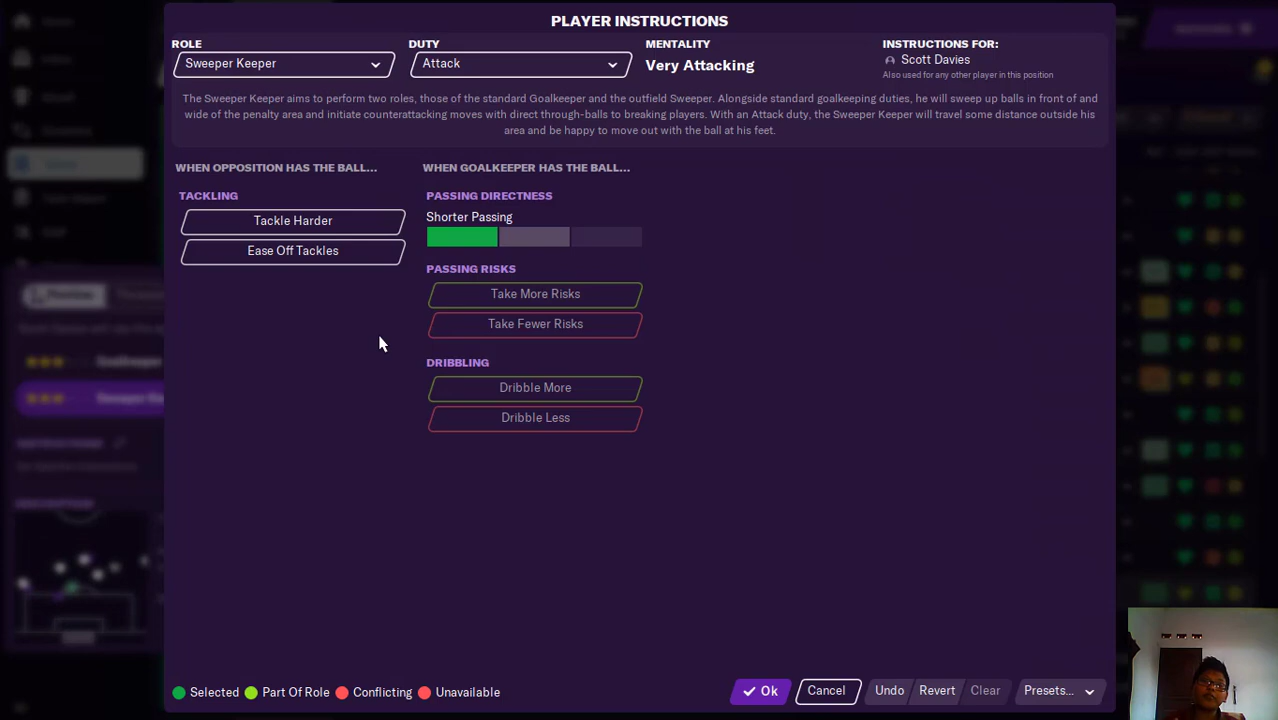 PLAYER INSTRUCTIONS
ROLE
DUTY
MENTALITY
INSTRUCTIONS FOR:
Sweeper Keeper
Attack
Very Attacking
Scott Davies
Also used for any other player in this position
The Sweeper Keeper aims to perform two roles, those of the standard Goalkeeper and the outfield Sweeper. Alongside standard goalkeeping duties, he will sweep up balls in front of and
wide of the penalty area and initiate counterattacking moves with direct through-balls to breaking players. With an Attack duty, the Sweeper Keeper will travel some distance outside his
area and be happy to move out with the ball at his feet.
WHEN OPPOSITION HAS THE BALL...
WHEN GOALKEEPER HAS THE BALL...
TACKLING
Tackle Harder
Ease Off Tackles
PASSING DIRECTNESS
Shorter Passing
PASSING RISKS
Take More Risks
Take Fewer Risks
DRIBBLING
Dribble More
Dribble Less
Selected
Part Of Role
Conflicting
Unavailable
Ok
Cancel
Undo
Revert
Clear
Presets...